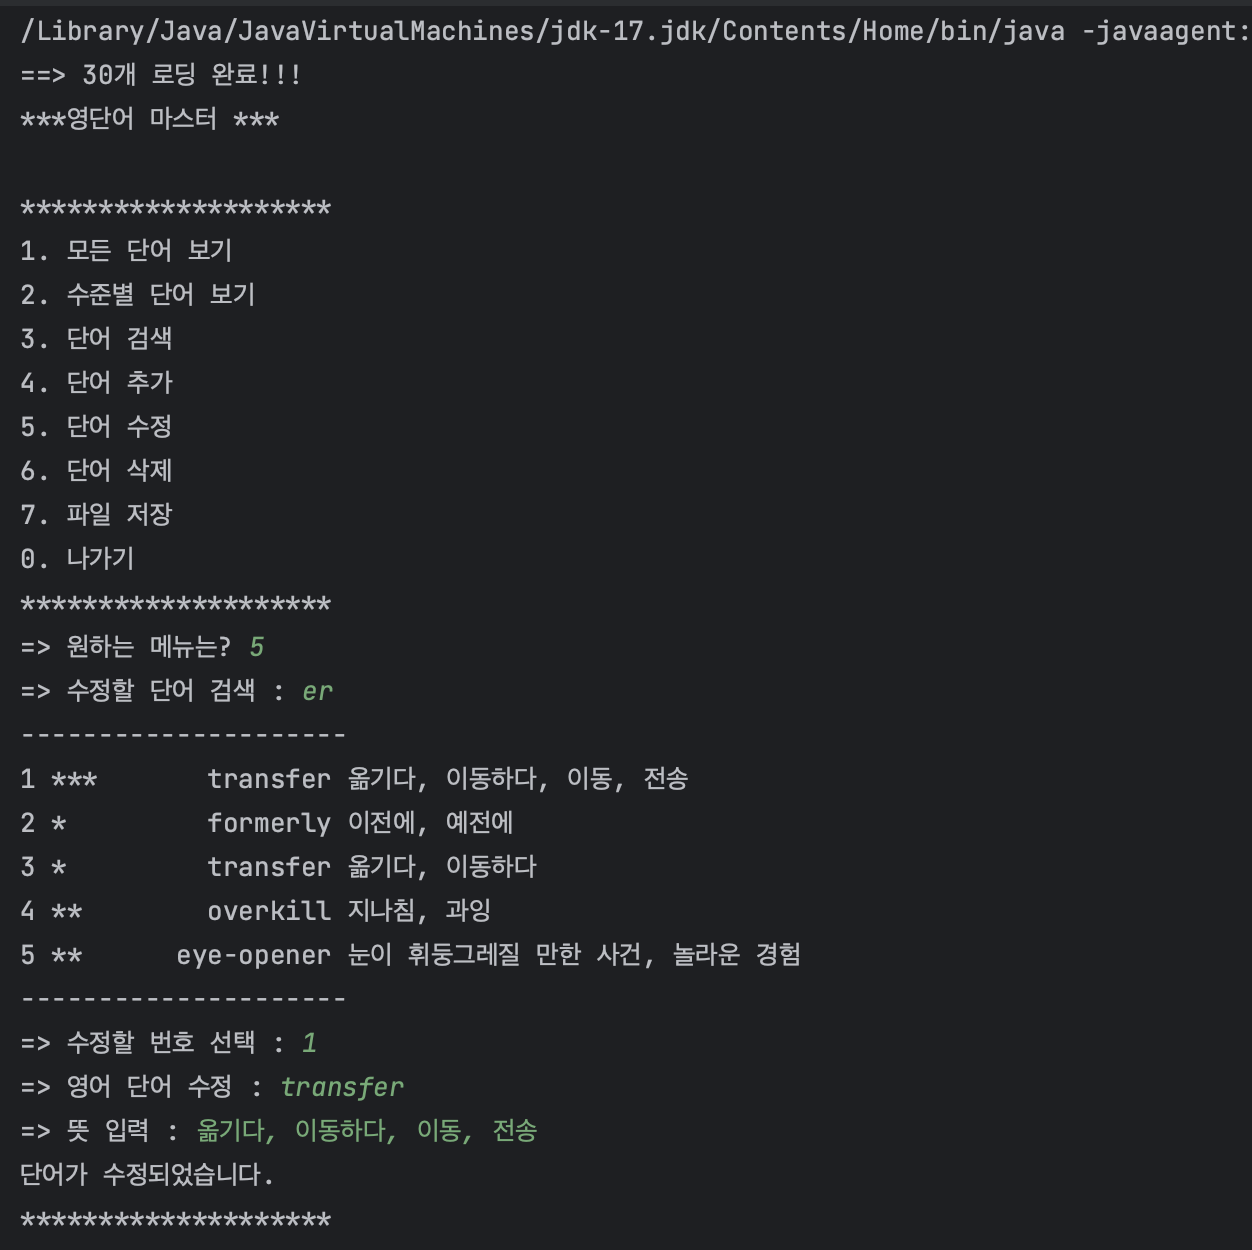 /Library/Java/JavaVirtualMachines/jdk-17.jdk/Contents/Home/bin/java -javaagent:
==> 30개 로딩 완료!!!
***영단어 마스터 ***
********************
1. 모든 단어 보기
2. 수준별 단어 보기
3. 단어 검색
4. 단어 추가
5. 단어 수정
6. 단어 삭제
7. 파일 저장
0. 나가기
********************
=> 원하는 메뉴는? 5
=> 수정할 단어 검색 : er
---------------------
1 ***       transfer 옮기다, 이동하다, 이동, 전송
2 *         formerly 이전에, 예전에
3 *         transfer 옮기다, 이동하다
4 **        overkill 지나침, 과잉
5 **      eye-opener 눈이 휘둥그레질 만한 사건, 놀라운 경험
---------------------
=> 수정할 번호 선택 : 1
=> 영어 단어 수정 : transfer
=> 뜻 입력 : 옮기다, 이동하다, 이동, 전송
단어가 수정되었습니다.
********************